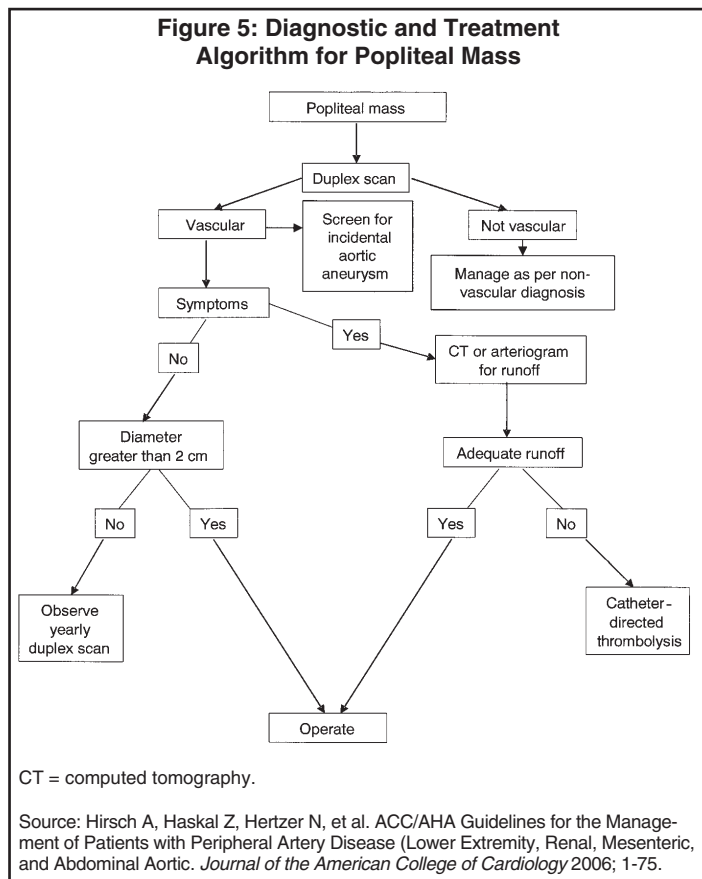 Figure 5: Diagnostic and Treatment
Algorithm for Popliteal Mass
Popliteal mass
Duplex scan
Vascular
Screen for
incidental
aortic
aneurysm
Not vascular
Manage as per non-
vascular diagnosis
Symptoms
Yes
No
CT or arteriogram
for runoff
Diameter
greater than 2 cm
Adequate runoff
No
Yes
Yes
No
Observe
yearly
duplex scan
Catheter-
directed
thrombolysis
Operate
CT = computed tomography.
Source: Hirsch A, Haskal Z, Hertzer N, et al. ACC/AHA Guidelines for the Manage-
ment of Patients with Peripheral Artery Disease (Lower Extremity, Renal, Mesenteric,
and Abdominal Aortic. Journal of the American College of Cardiology 2006; 1-75.